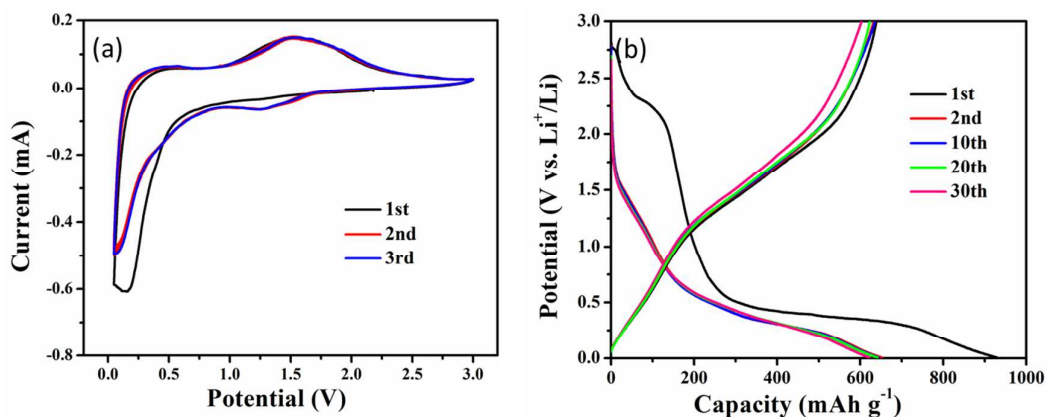 (a)
0.2
0.0
-0.2
-0.4
-0.6
-0.8
Current (mA)
1st
2nd
3rd
0.0 0.5 1.0 1.5 2.0 2.5 3.0
Potential (V)
(b)
3.0
2.5
2.0
1.5
1.0
0.5
0.0
Potential (V vs. Li⁺/Li)
1st
2nd
10th
20th
30th
0 200 400 600 800 1000
Capacity (mAh g⁻¹)